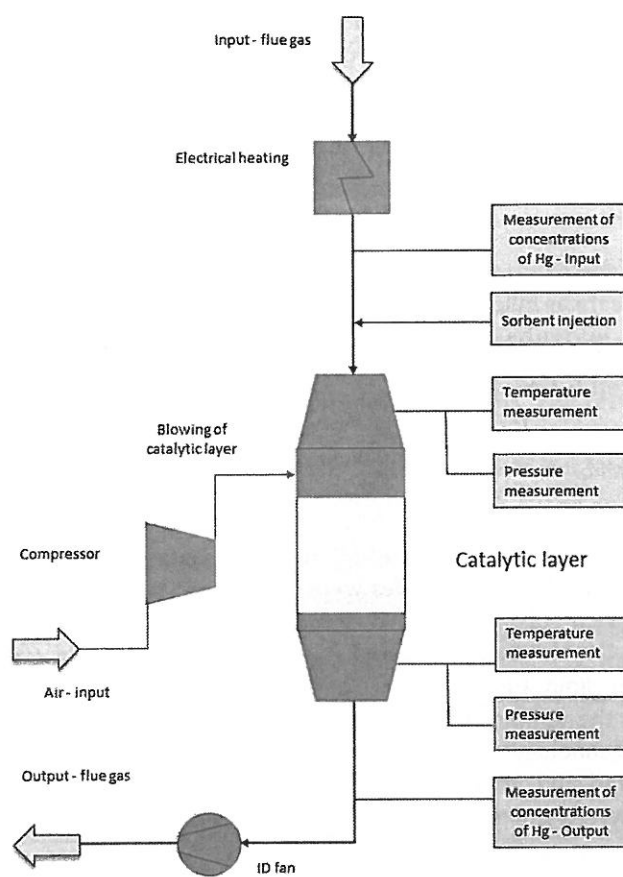 Input - flue gas
Electrical heating
Measurement of
concentrations
of Hg - Input
Sorbent injection
Temperature
measurement
Blowing of
catalytic layer
Pressure
measurement
Compressor
Catalytic layer
Temperature
measurement
Air - input
Pressure
measurement
Output - flue gas
Measurement of
concentrations
of Hg - Output
ID fan